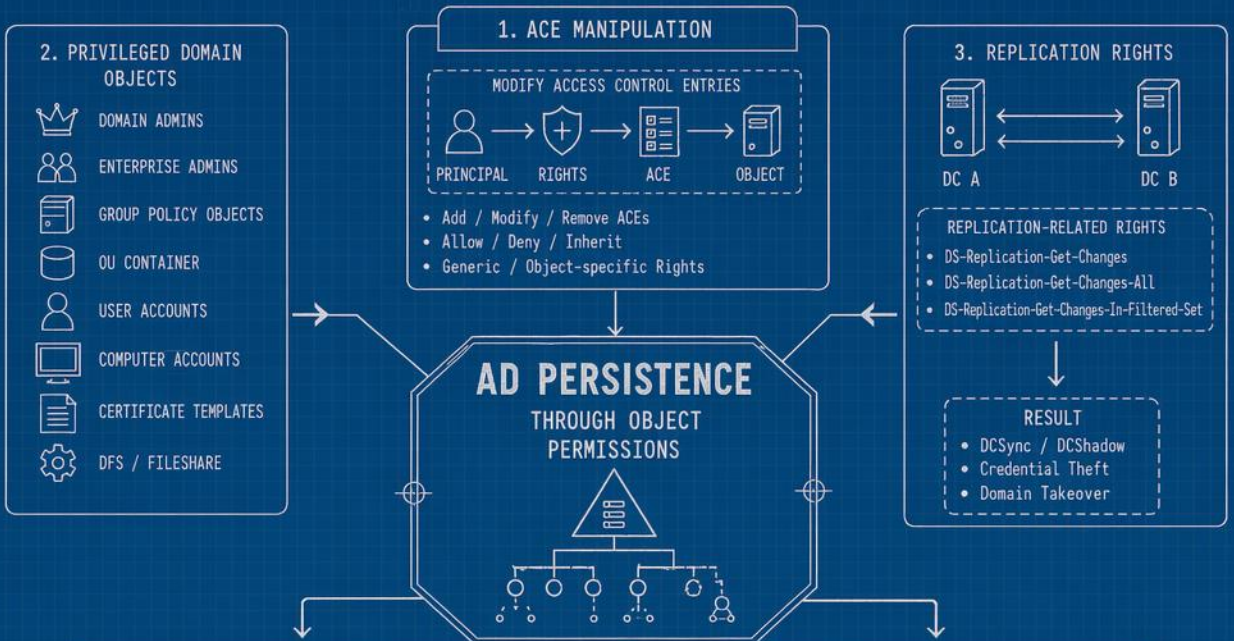 1. ACE MANIPULATION
MODIFY ACCESS CONTROL ENTRIES
PRINCIPAL
RIGHTS
ACE
OBJECT
• Add / Modify / Remove ACEs
• Allow / Deny / Inherit
• Generic / Object-specific Rights
2. PRIVILEGED DOMAIN
OBJECTS
DOMAIN ADMINS
ENTERPRISE ADMINS
GROUP POLICY OBJECTS
OU CONTAINER
USER ACCOUNTS
COMPUTER ACCOUNTS
CERTIFICATE TEMPLATES
DFS / FILESHARE
3. REPLICATION RIGHTS
DC A
DC B
REPLICATION-RELATED RIGHTS
• DS-Replication-Get-Changes
• DS-Replication-Get-Changes-All
• DS-Replication-Get-Changes-In-Filtered-Set
RESULT
• DCSync / DCShadow
• Credential Theft
• Domain Takeover
AD PERSISTENCE
THROUGH OBJECT
PERMISSIONS